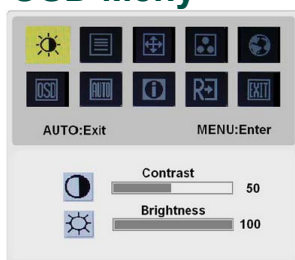 OSD AUTO i R EXIT
AUTO:Exit MENU:Enter
Contrast
50
Brightness
100